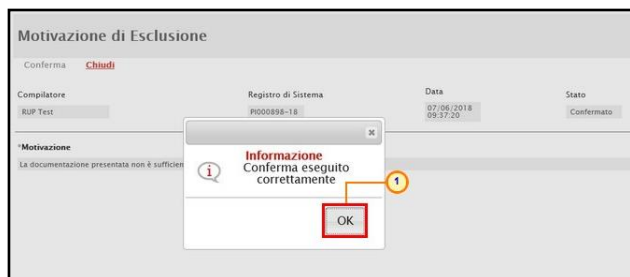 Motivazione di Esclusione
Conferma Chiudi
Compilatore Registro di Sistema Data Stato
RUP Test PI000898-18 07/06/2018 09:37:20 Confermato
*Motivazione
La documentazione presentata non è sufficien
Informazione
Conferma eseguito
correttamente
1
OK